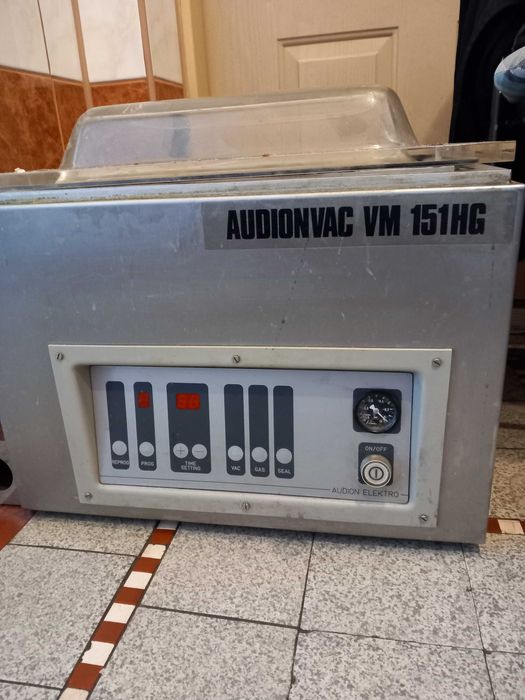 AUDIONVAC VM 151HG
ON/OFF
REPROG
PROG
+ -
TIME
SETTING
VAC
GAS
SEAL
AUDION ELEKTRO